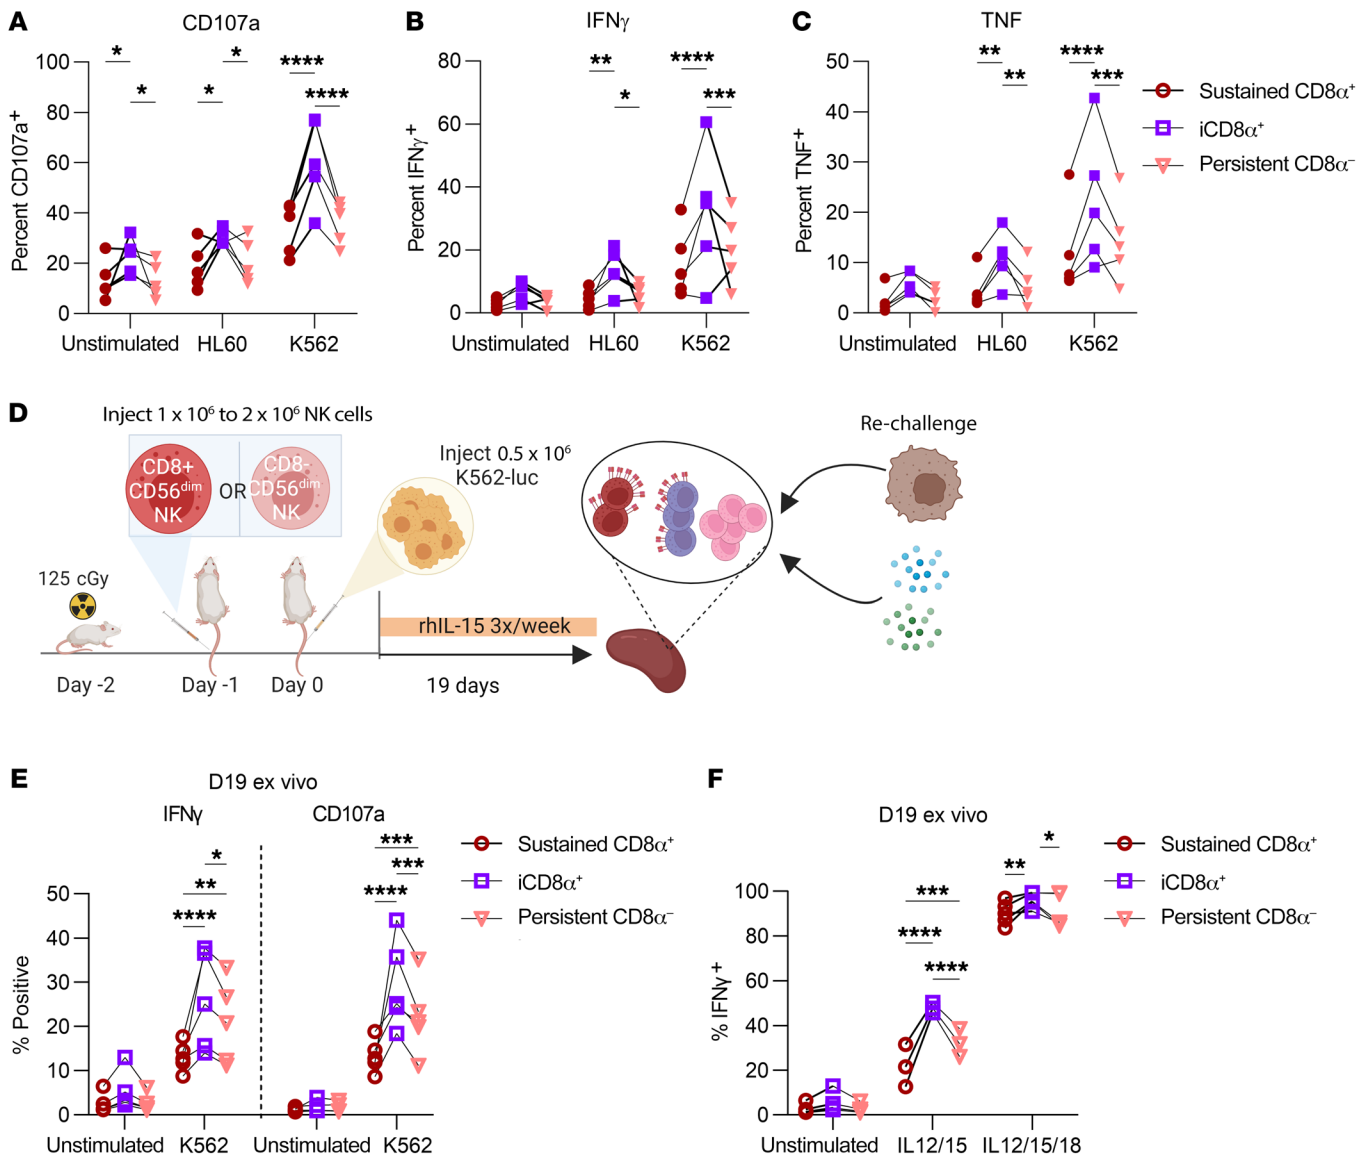 A
CD107a
Percent CD107a⁺
100
80
60
40
20
0
* * * * **** ****
Unstimulated HL60 K562
B
IFNγ
Percent IFNγ⁺
80
60
40
20
0
** * **** ***
Unstimulated HL60 K562
C
TNF
Percent TNF⁺
50
40
30
20
10
0
** ** **** ***
Unstimulated HL60 K562
Sustained CD8α⁺
iCD8α⁺
Persistent CD8α⁻
D
Inject 1 x 10⁶ to 2 x 10⁶ NK cells
CD8+
CD56ᵈⁱᵐ
NK
OR
CD8-
CD56ᵈⁱᵐ
NK
Inject 0.5 x 10⁶
K562-luc
Re-challenge
125 cGy
rhIL-15 3x/week
Day -2
Day -1
Day 0
19 days
E
D19 ex vivo
IFNγ
CD107a
% Positive
50
40
30
20
10
0
**** ** * **** *** ***
Unstimulated K562 Unstimulated K562
Sustained CD8α⁺
iCD8α⁺
Persistent CD8α⁻
F
D19 ex vivo
% IFNγ⁺
100
80
60
40
20
0
**** *** **** ** *
Unstimulated IL12/15 IL12/15/18
Sustained CD8α⁺
iCD8α⁺
Persistent CD8α⁻